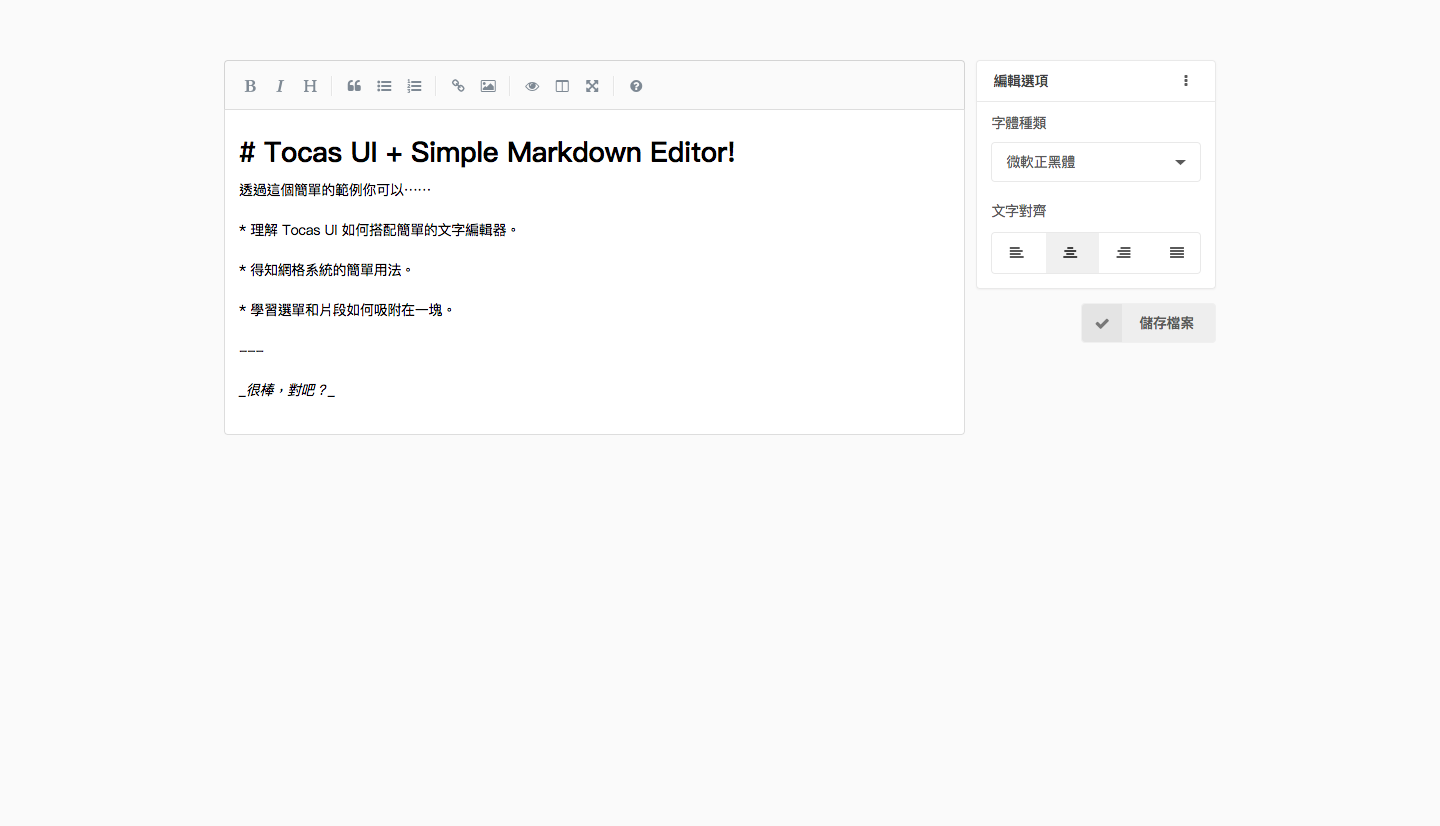 B I H
# Tocas UI + Simple Markdown Editor!
透過這個簡單的範例你可以⋯⋯
* 理解 Tocas UI 如何搭配簡單的文字編輯器。
* 得知網格系統的簡單用法。
* 學習選單和片段如何吸附在一塊。
---
_很棒，對吧？_
編輯選項
字體種類
微軟正黑體
文字對齊
儲存檔案